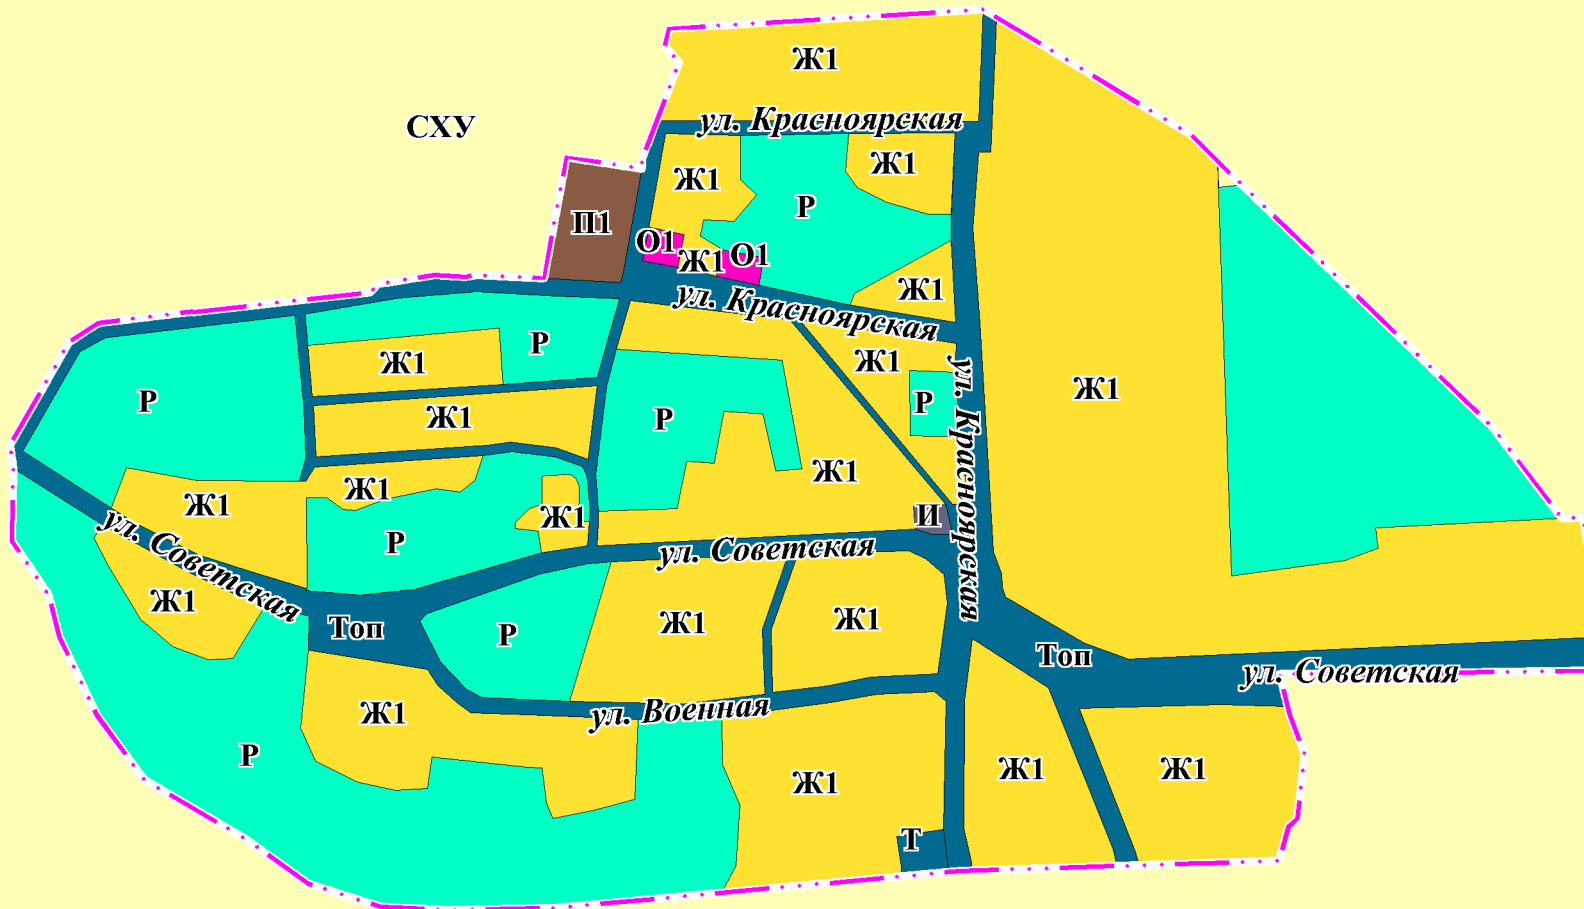 Ж1
ул. Красноярская
СХУ
Ж1
Ж1
Р
П1
О1
О1
Ж1
Ж1
ул. Красноярская
Р
Ж1
Ж1
Ж1
Р
Р
Ж1
Р
Ж1
ул. Красноярская
Ж1
Ж1
Ж1
Ж1
И
Р
ул. Советская
ул. Советская
Ж1
Р
Ж1
Ж1
Топ
Топ
ул. Советская
Ж1
ул. Военная
Р
Ж1
Ж1
Ж1
Т